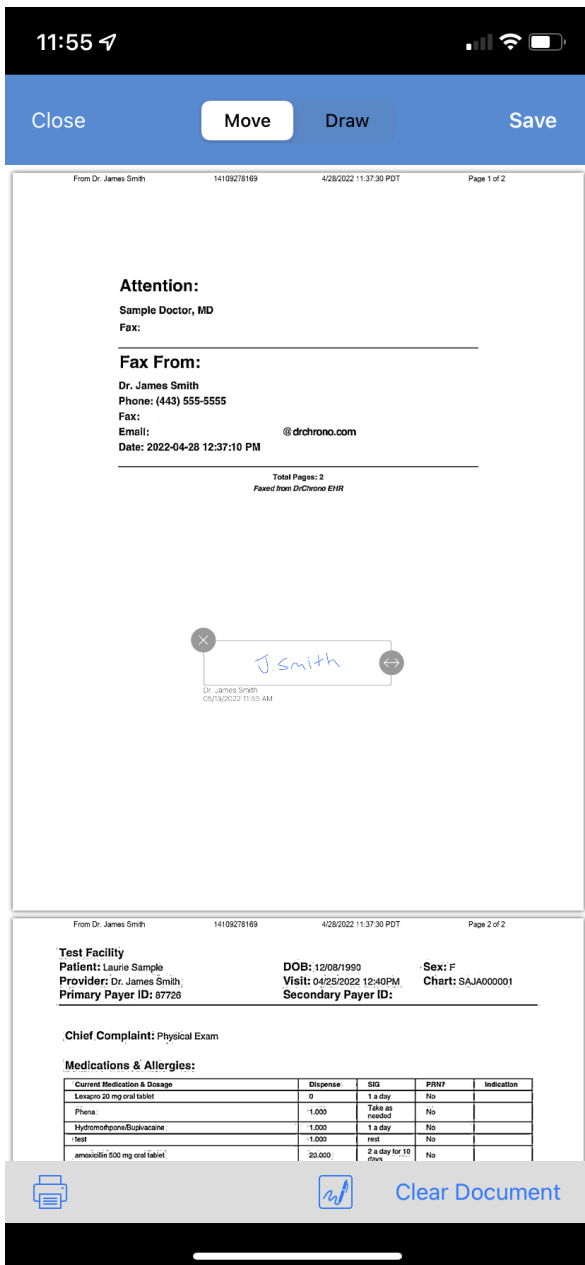 11:55
Close Move Draw Save
From Dr. James Smith 14109278169 4/28/2022 11:37:30 PDT Page 1 of 2
Attention:
Sample Doctor, MD
Fax:
Fax From:
Dr. James Smith
Phone: (443) 555-5555
Fax:
Email: @drchrono.com
Date: 2022-04-28 12:37:10 PM
Total Pages: 2
Faxed from DrChrono EHR
J. Smith
Dr. James Smith
05/13/2022 11:55 AM
From Dr. James Smith 14109278169 4/28/2022 11:37:30 PDT Page 2 of 2
Test Facility
Patient: Laurie Sample DOB: 12/08/1990 Sex: F
Provider: Dr. James Smith Visit: 04/25/2022 12:40PM Chart: SAJA000001
Primary Payer ID: 87726 Secondary Payer ID:
Chief Complaint: Physical Exam
Medications & Allergies:
Current Medication & Dosage Dispense SIG PRN? Indication
Lexapro 20 mg oral tablet 0 1 a day No
Phena 1.000 Take as needed No
Hydromorhpone/Bupivacaine 1.000 1 a day No
test 1.000 rest No
amoxicillin 500 mg oral tablet 20.000 2 a day for 10 days No
Clear Document